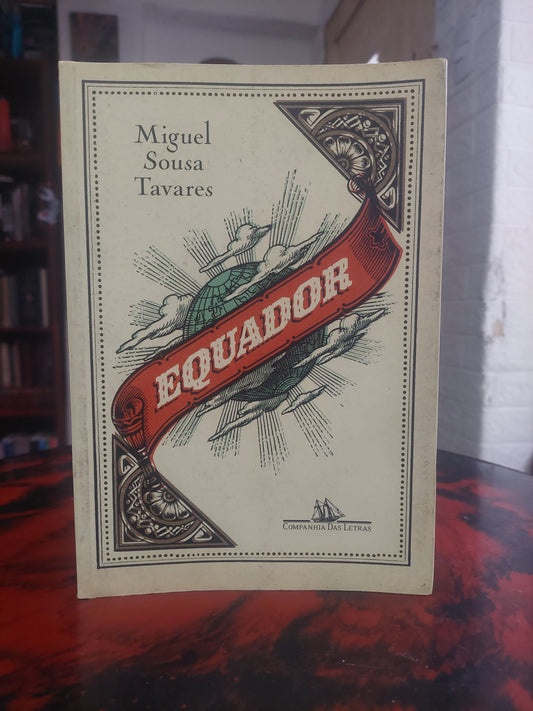 Miguel
Sousa
Tavares
EQUADOR
COMPANHIA DAS LETRAS